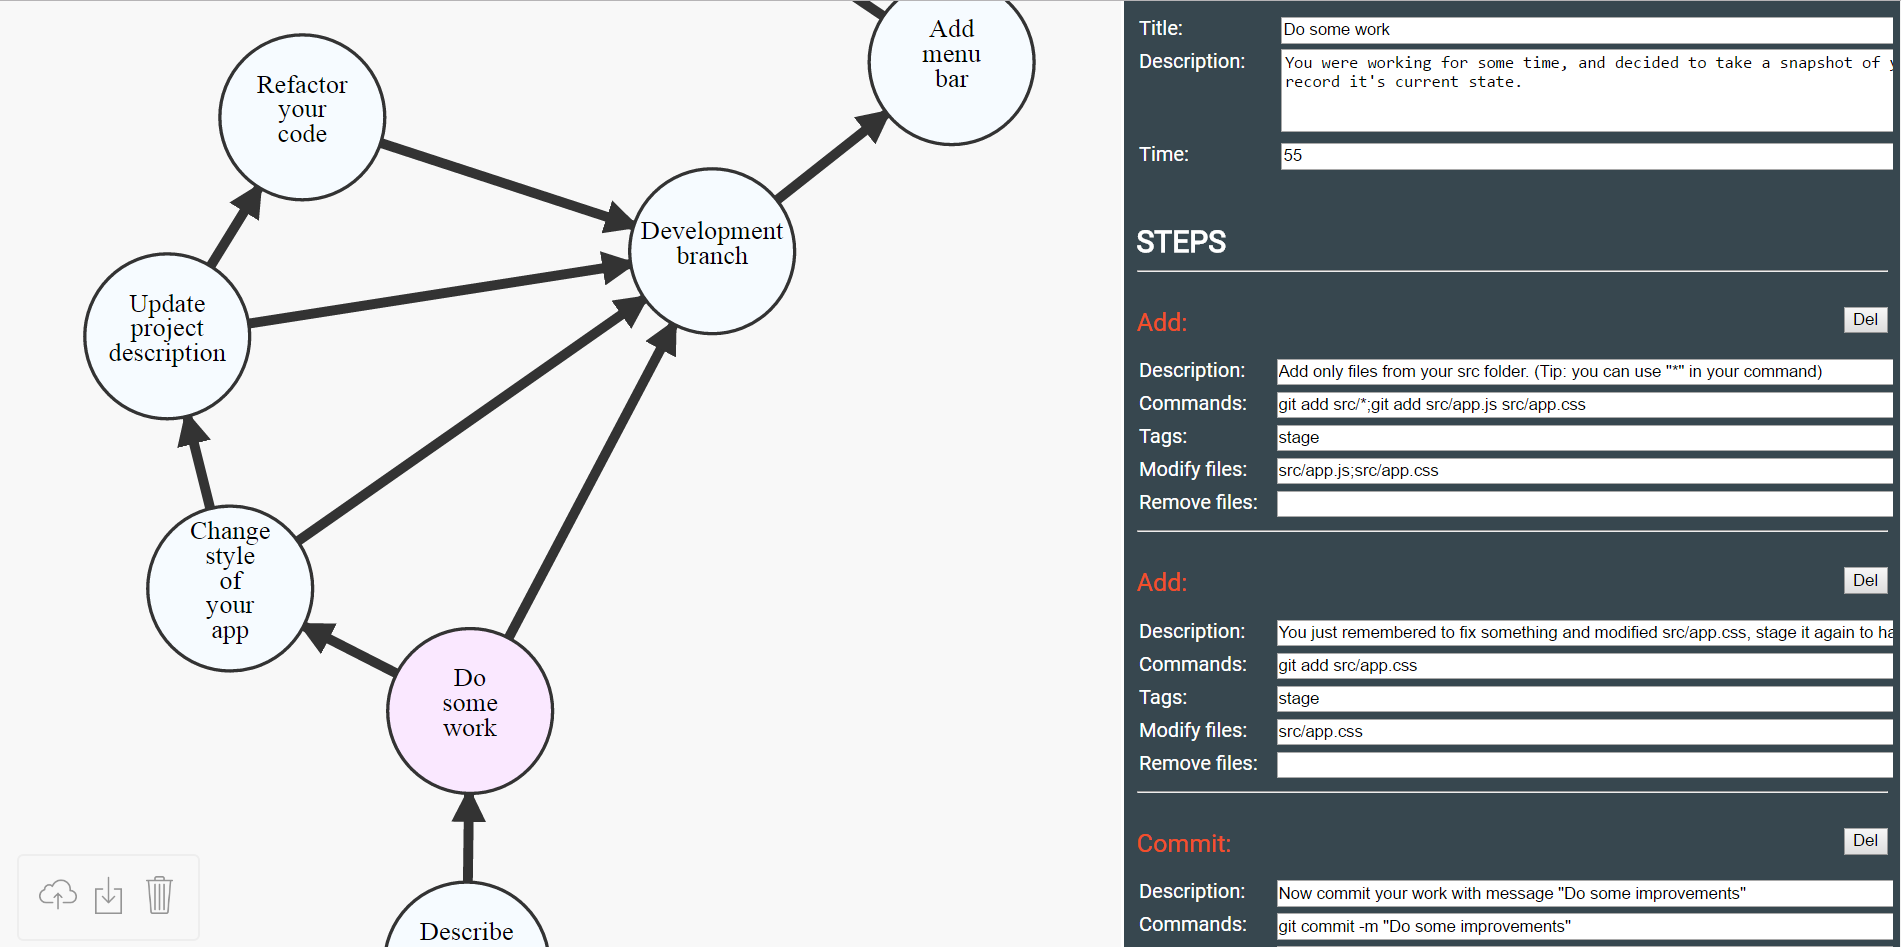 Add
menu
bar
Refactor
your
code
Development
branch
Update
project
description
Change
style
of
your
app
Do
some
work
Describe
Title:
Do some work
Description:
You were working for some time, and decided to take a snapshot of
record it's current state.
Time:
55
STEPS
Add:
Del
Description:
Add only files from your src folder. (Tip: you can use "*" in your command)
Commands:
git add src/*;git add src/app.js src/app.css
Tags:
stage
Modify files:
src/app.js;src/app.css
Remove files:
Add:
Del
Description:
You just remembered to fix something and modified src/app.css, stage it again to ha
Commands:
git add src/app.css
Tags:
stage
Modify files:
src/app.css
Remove files:
Commit:
Del
Description:
Now commit your work with message "Do some improvements"
Commands:
git commit -m "Do some improvements"